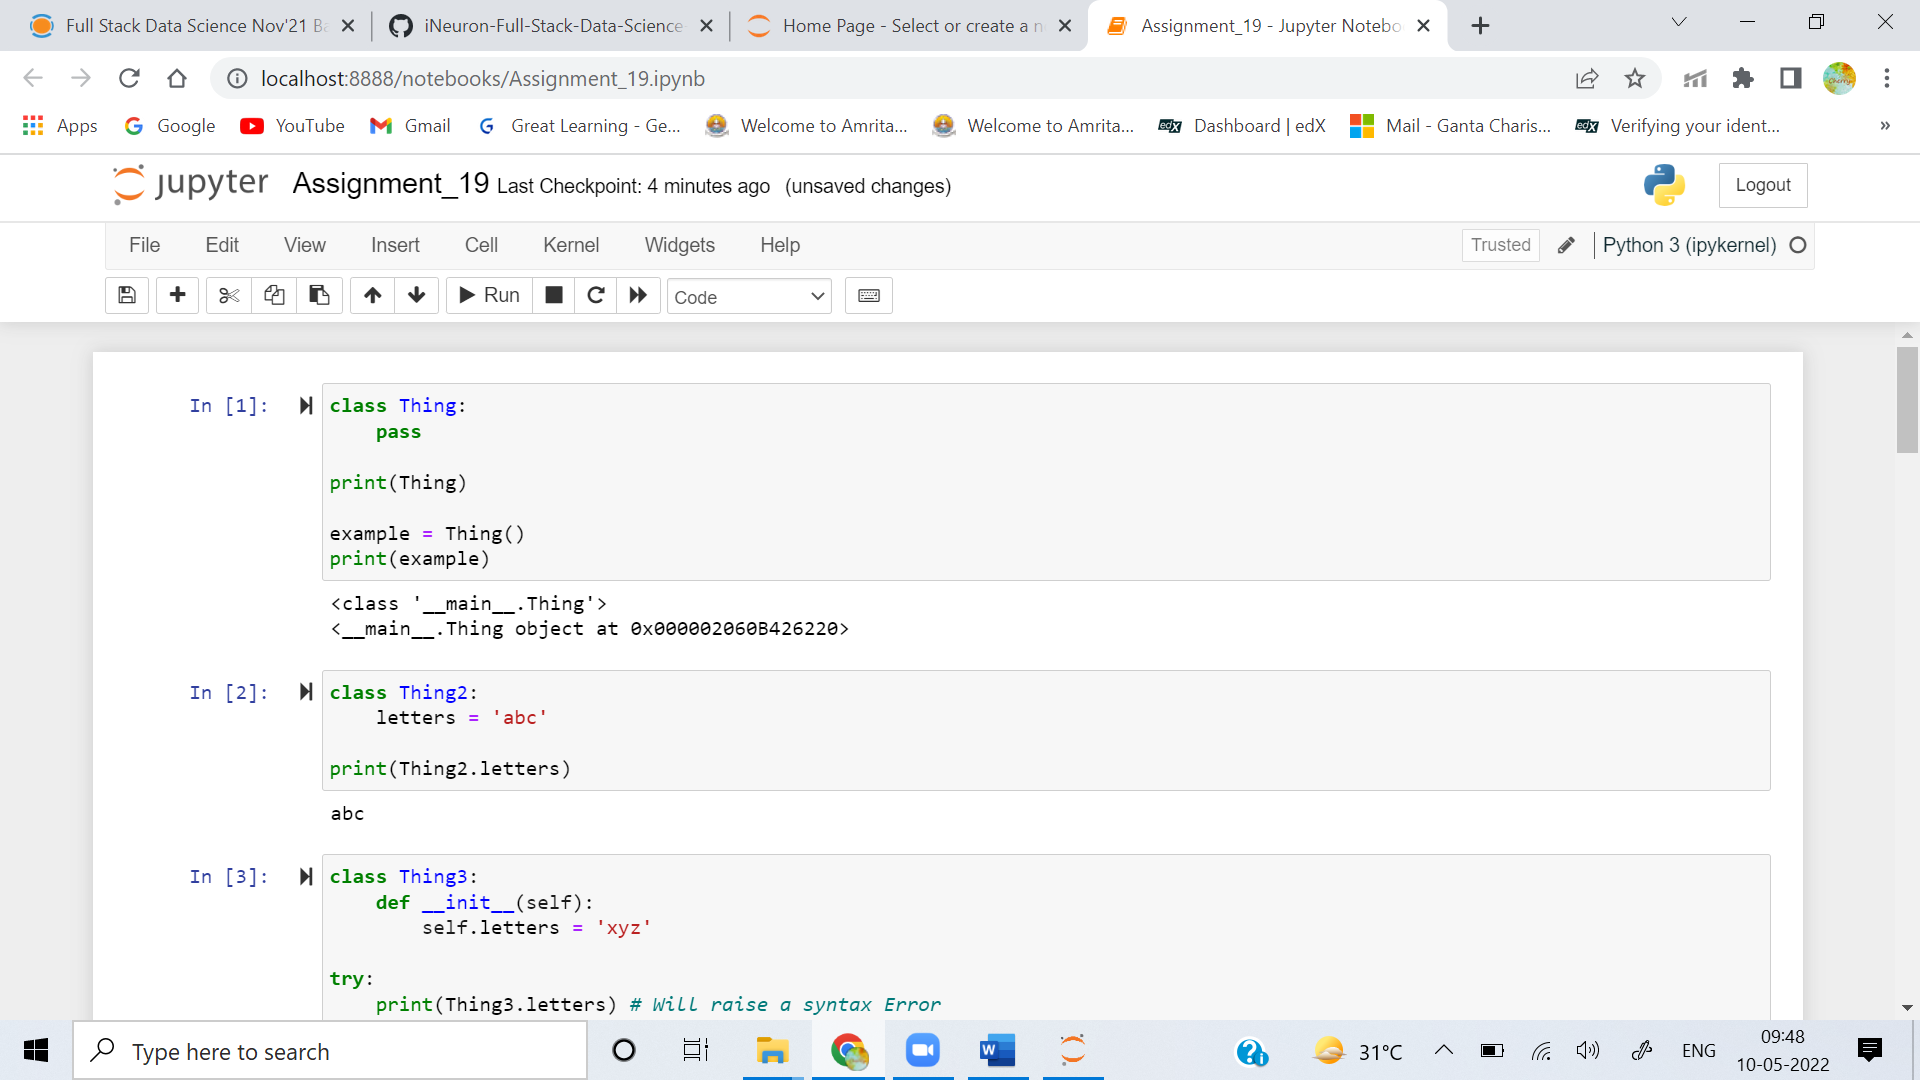 Full Stack Data Science Nov'21 Ba
iNeuron-Full-Stack-Data-Science
Home Page - Select or create a n
Assignment_19 - Jupyter Notebo
localhost:8888/notebooks/Assignment_19.ipynb
Apps
Google
YouTube
Gmail
Great Learning - Ge...
Welcome to Amrita...
Welcome to Amrita...
Dashboard | edX
Mail - Ganta Charis...
Verifying your ident...
»
jupyter
Assignment_19 Last Checkpoint: 4 minutes ago (unsaved changes)
Logout
File Edit View Insert Cell Kernel Widgets Help
Trusted
Python 3 (ipykernel)
Run
Code
In [1]:
class Thing:
    pass
print(Thing)
example = Thing()
print(example)
<class '__main__.Thing'>
<__main__.Thing object at 0x000002060B426220>
In [2]:
class Thing2:
    letters = 'abc'
print(Thing2.letters)
abc
In [3]:
class Thing3:
    def __init__(self):
        self.letters = 'xyz'
try:
    print(Thing3.letters) # Will raise a syntax Error
Type here to search
31°C
ENG
09:48
10-05-2022